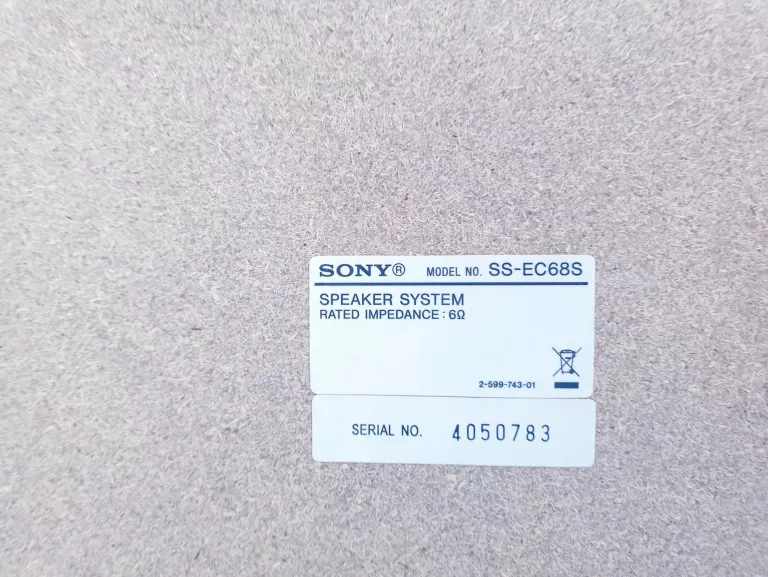 SONY® MODEL NO. SS-EC68S
SPEAKER SYSTEM
RATED IMPEDANCE : 6Ω
2-599-743-01
SERIAL NO. 4050783